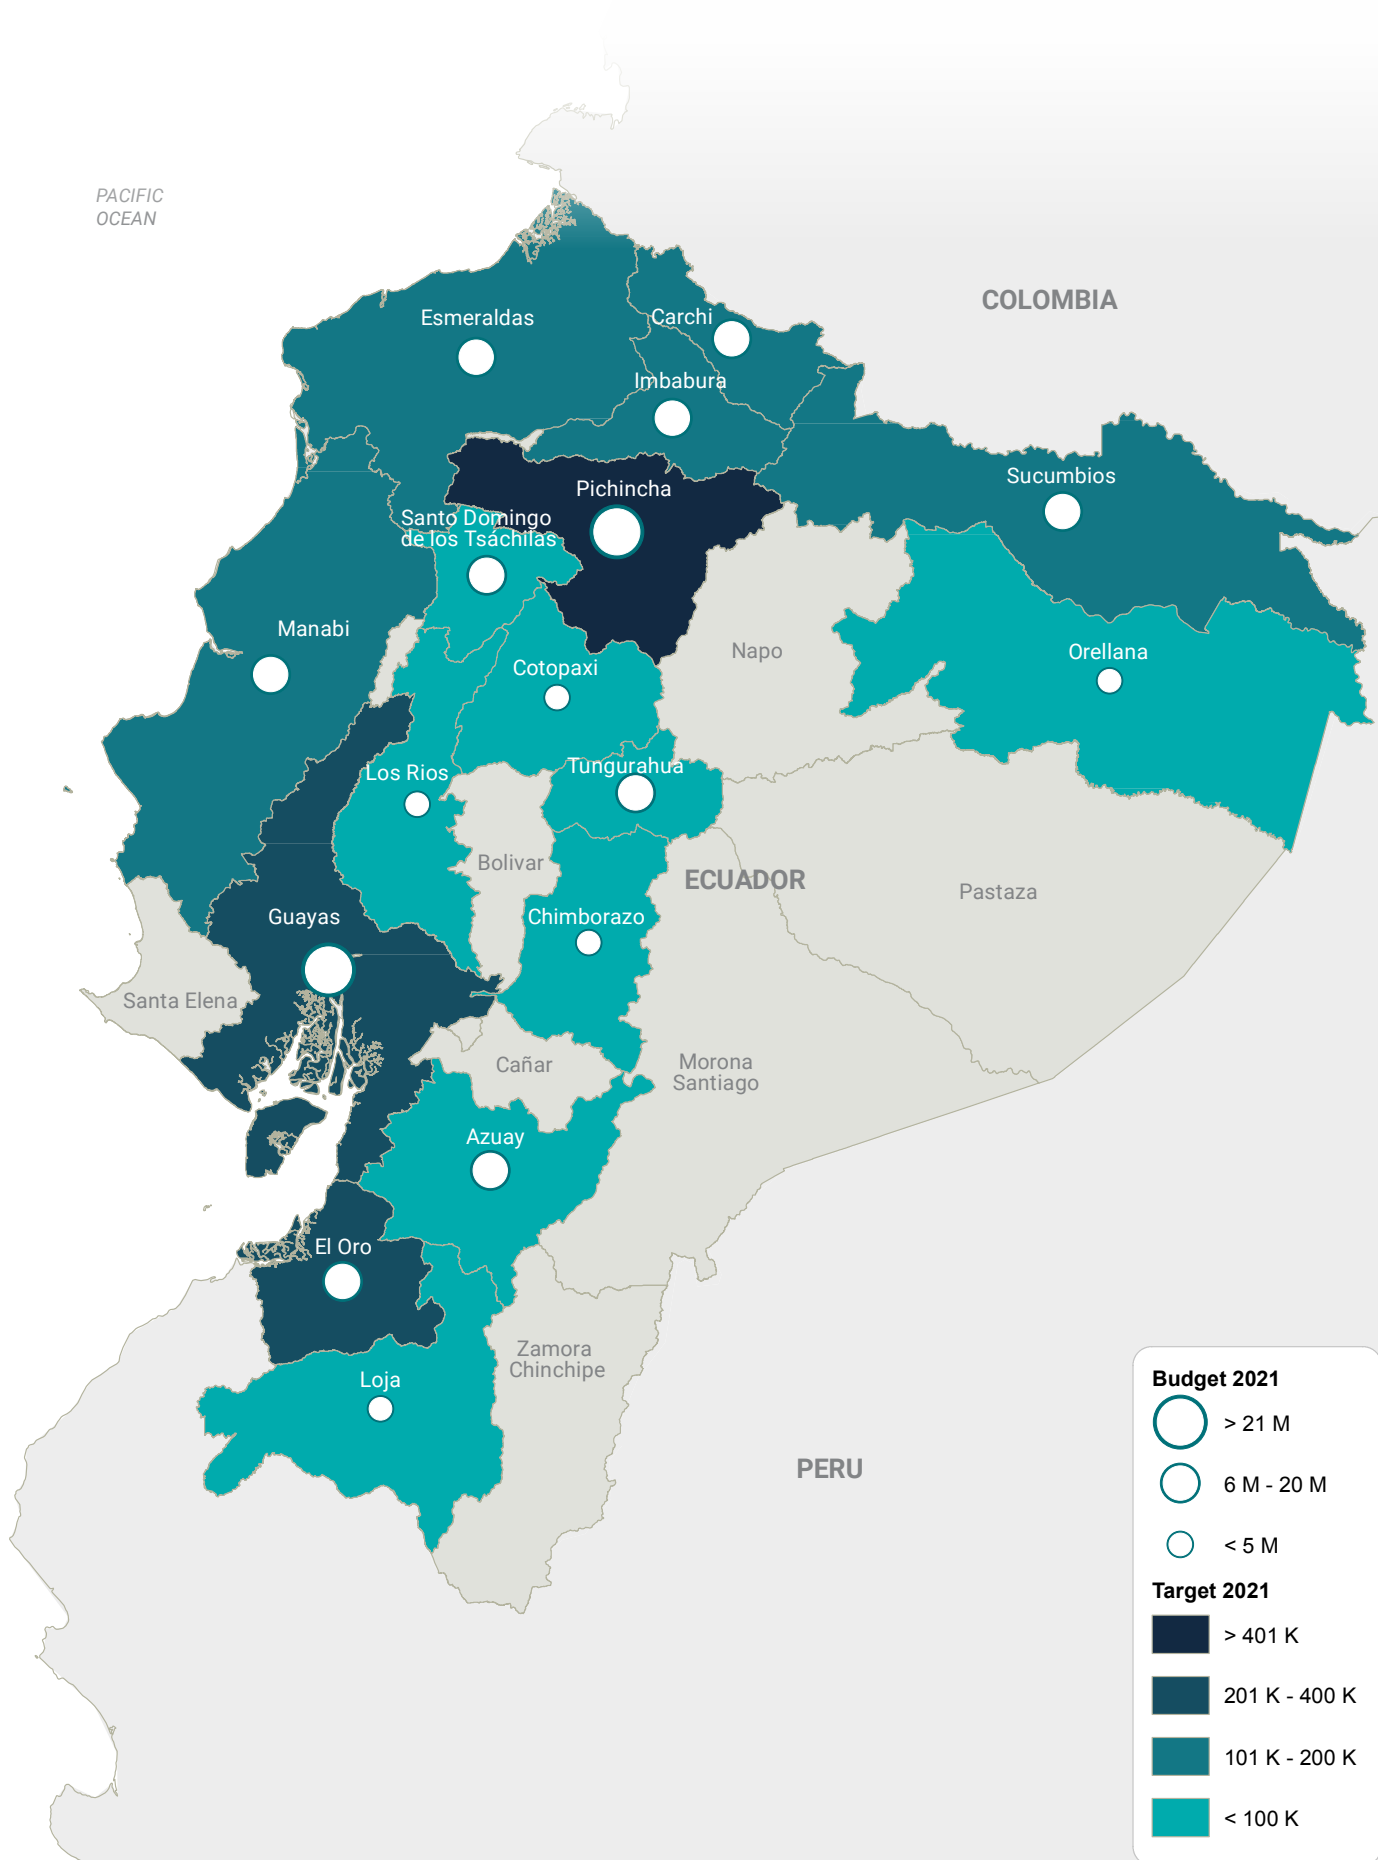 PACIFIC
OCEAN
COLOMBIA
Esmeraldas
Carchi
Imbabura
Sucumbios
Pichincha
Santo Domingo
de los Tsáchilas
Manabi
Napo
Orellana
Cotopaxi
Los Rios
Tungurahua
Bolivar
ECUADOR
Pastaza
Guayas
Chimborazo
Santa Elena
Cañar
Morona
Santiago
Azuay
El Oro
Zamora
Chinchipe
Loja
PERU
Budget 2021
> 21 M
6 M - 20 M
< 5 M
Target 2021
> 401 K
201 K - 400 K
101 K - 200 K
< 100 K